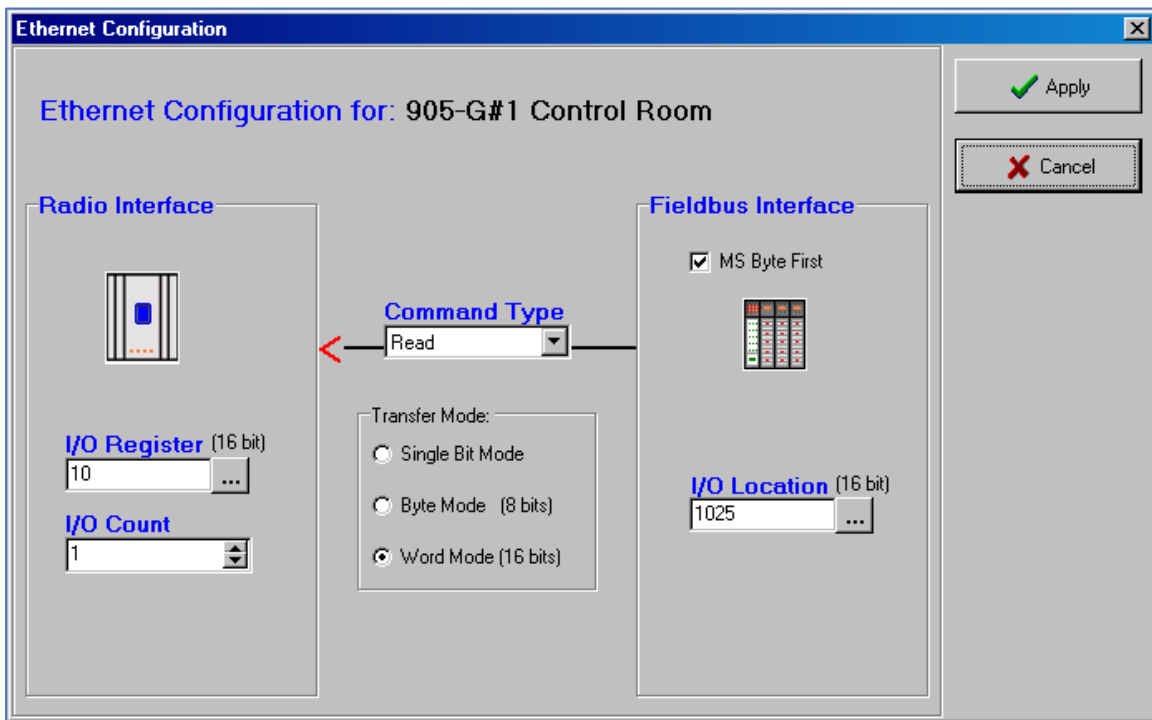 Ethernet Configuration
Apply
Cancel
Ethernet Configuration for: 905-G#1 Control Room
Radio Interface
I/O Register (16 bit)
10
...
I/O Count
1
Command Type
Read
Transfer Mode:
Single Bit Mode
Byte Mode (8 bits)
Word Mode (16 bits)
Fieldbus Interface
MS Byte First
I/O Location (16 bit)
1025
...